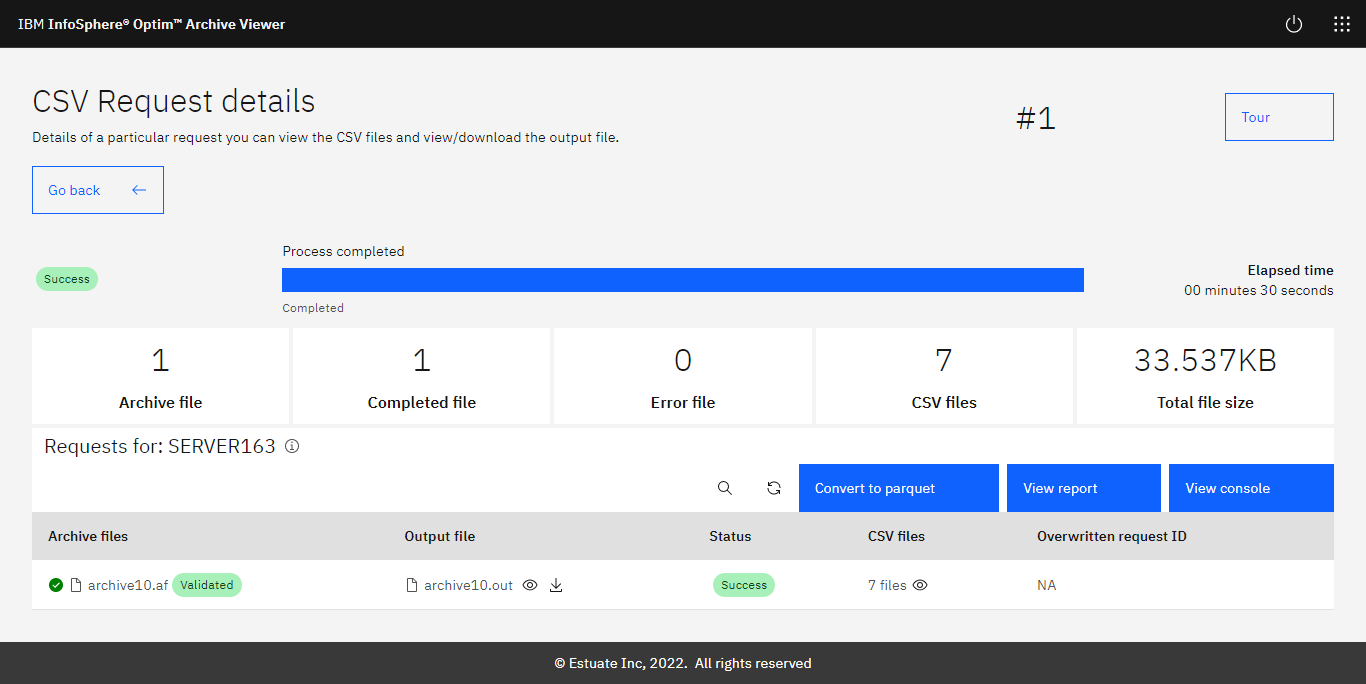 IBM InfoSphere® Optim™ Archive Viewer
CSV Request details
#1
Tour
Details of a particular request you can view the CSV files and view/download the output file.
Go back
Process completed
Success
Completed
Elapsed time
00 minutes 30 seconds
1
Archive file
1
Completed file
0
Error file
7
CSV files
33.537KB
Total file size
Requests for: SERVER163
Convert to parquet
View report
View console
Archive files Output file Status CSV files Overwritten request ID
archive10.af Validated archive10.out Success 7 files NA
© Estuate Inc, 2022. All rights reserved